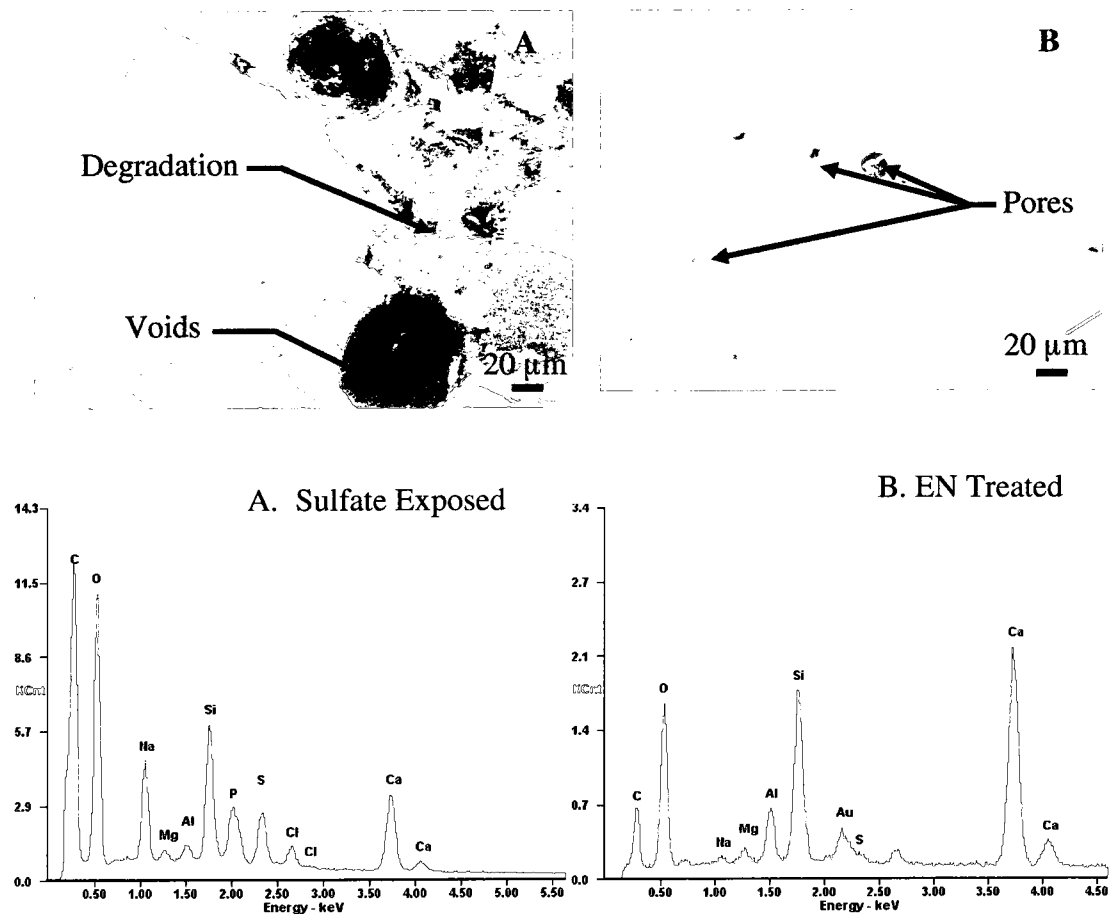 A
B
Degradation
Pores
Voids
20 µm
20 µm
A. Sulfate Exposed
B. EN Treated
14.3
11.5
8.6
5.7
2.9
0.0
C
O
Na
Mg
Al
Si
P
S
Cl
Cl
Ca
Ca
0.50 1.00 1.50 2.00 2.50 3.00 3.50 4.00 4.50 5.00 5.50
Energy - keV
3.4
2.7
2.1
1.4
0.7
0.0
C
O
Na
Mg
Al
Si
Au
S
Ca
Ca
0.50 1.00 1.50 2.00 2.50 3.00 3.50 4.00 4.50
Energy - keV